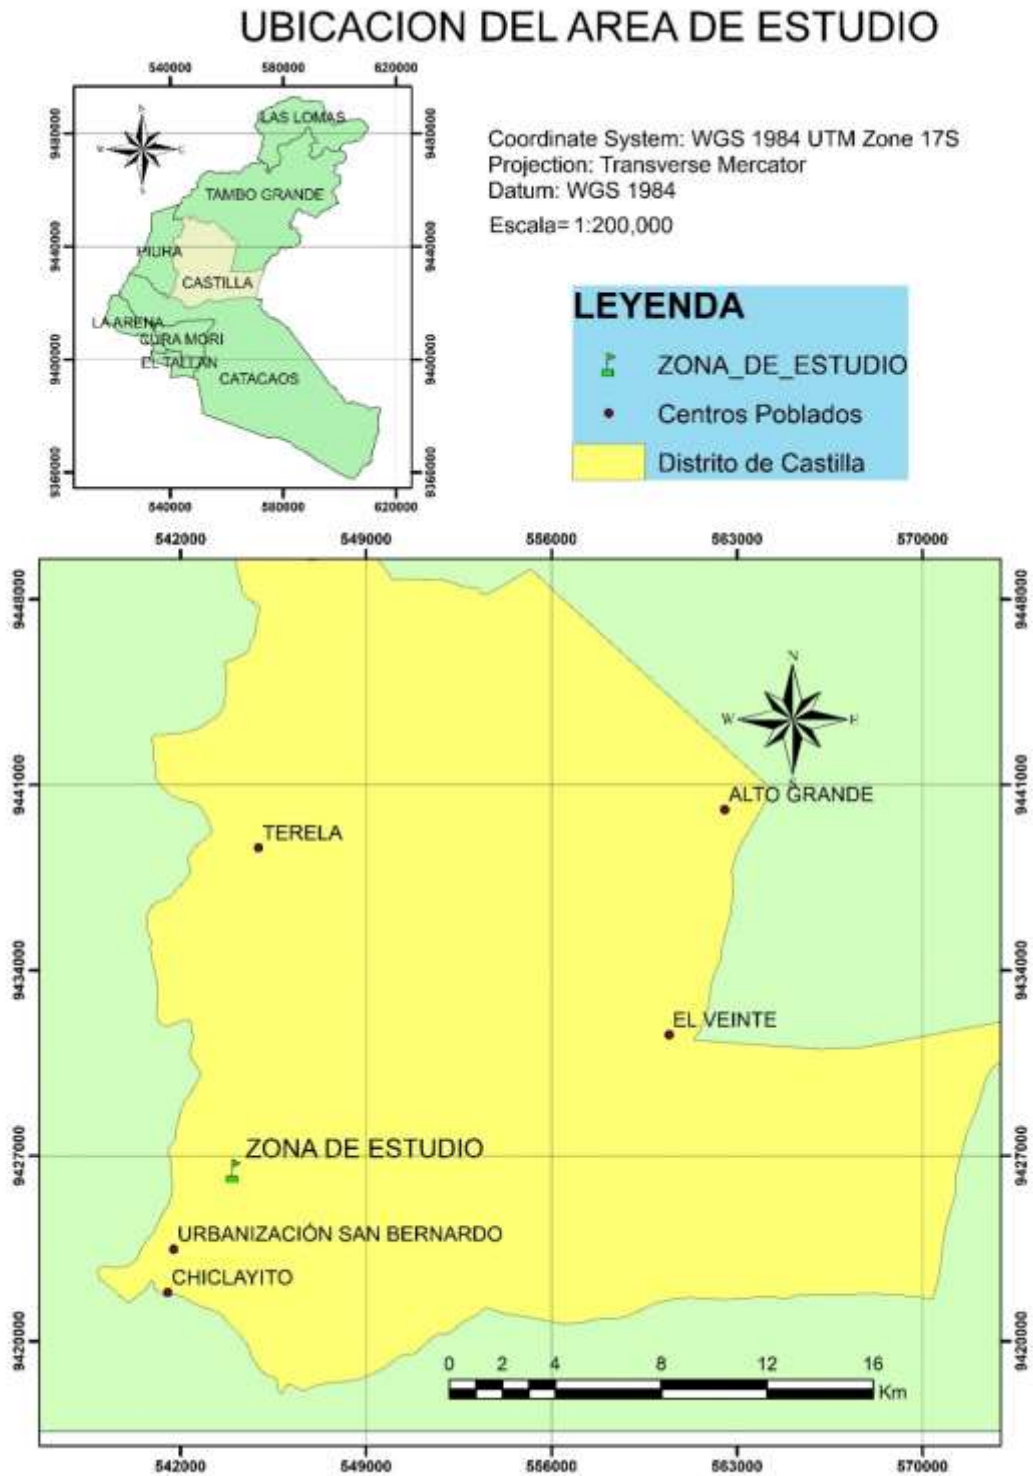 UBICACION DEL AREA DE ESTUDIO
540000 580000 620000
9480000 9480000
N
W E
S
LAS LOMAS
TAMBO GRANDE
9440000 9440000
PIURA
CASTILLA
LA ARENA
CURA MORI
EL TALLAN
9400000 9400000
CATACAOS
9360000 9360000
540000 580000 620000
Coordinate System: WGS 1984 UTM Zone 17S
Projection: Transverse Mercator
Datum: WGS 1984
Escala= 1:200,000
LEYENDA
ZONA_DE_ESTUDIO
Centros Poblados
Distrito de Castilla
542000 549000 556000 563000 570000
9448000 9448000
N
W E
S
9441000 9441000
ALTO GRANDE
TERELA
9434000 9434000
EL VEINTE
9427000 9427000
ZONA DE ESTUDIO
URBANIZACIÓN SAN BERNARDO
CHICLAYITO
9420000 9420000
0 2 4 8 12 16
Km
542000 549000 556000 563000 570000